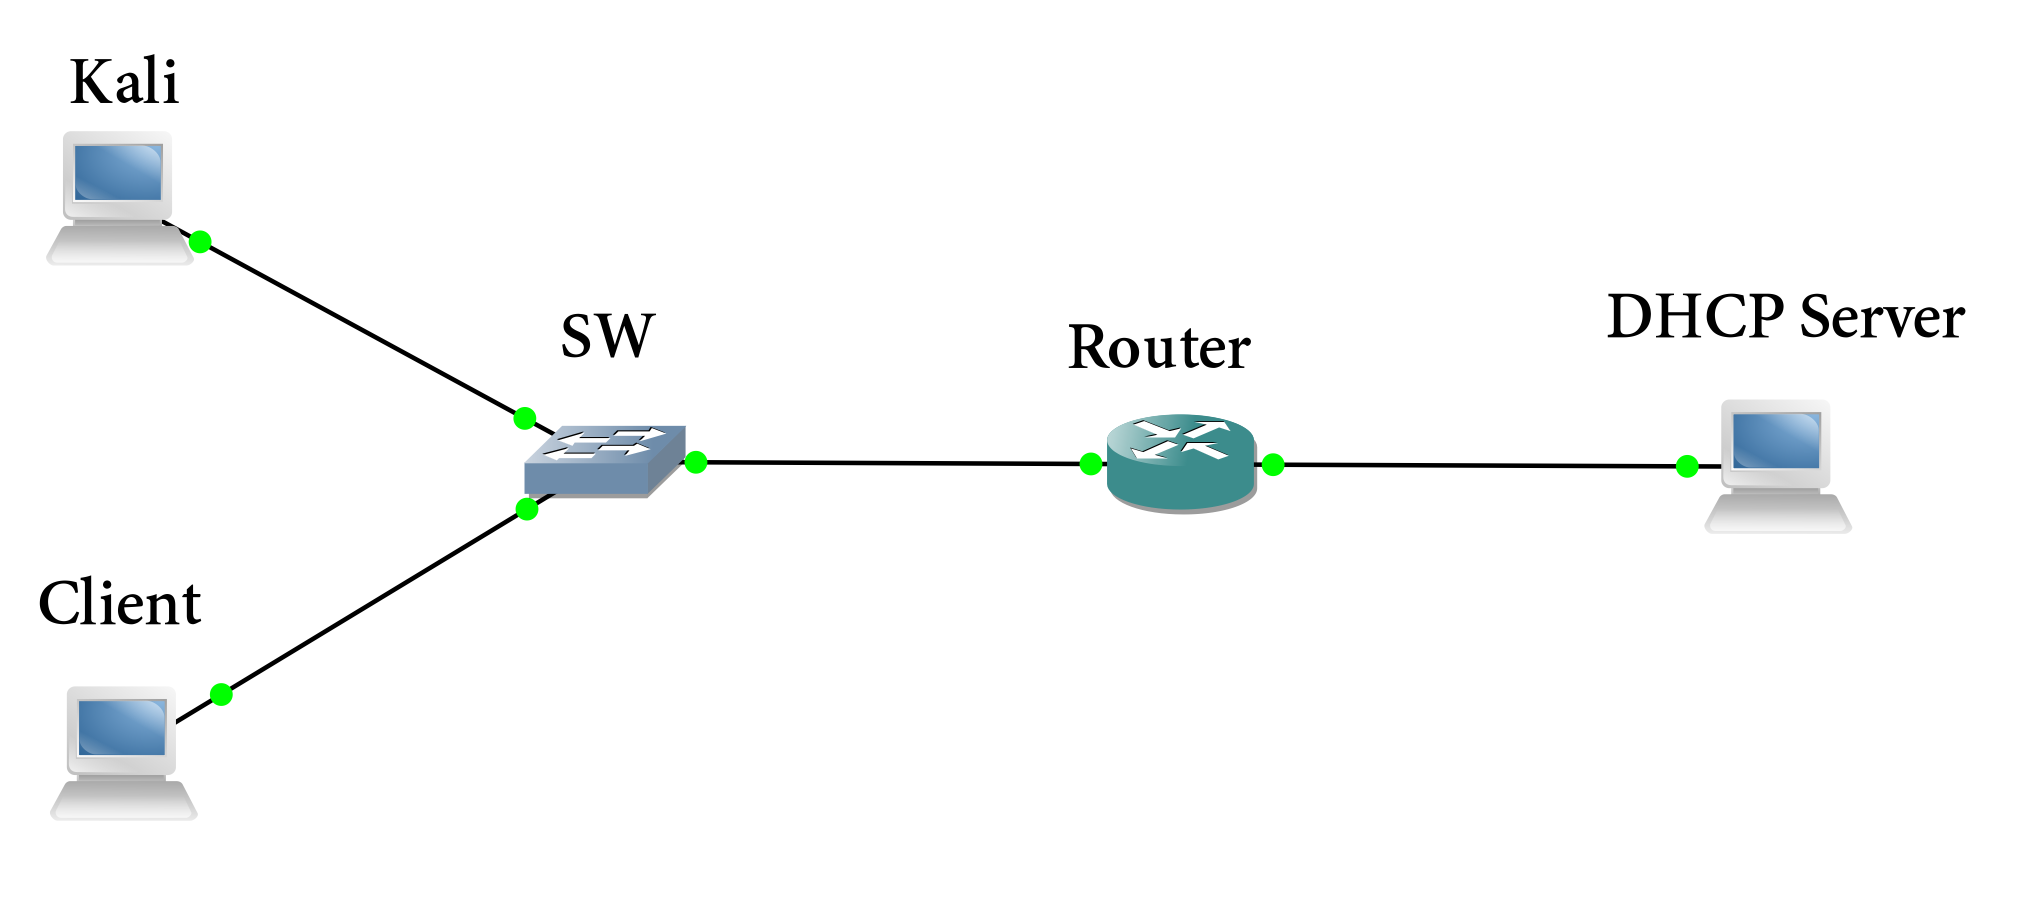 Kali
SW
Router
DHCP Server
Client